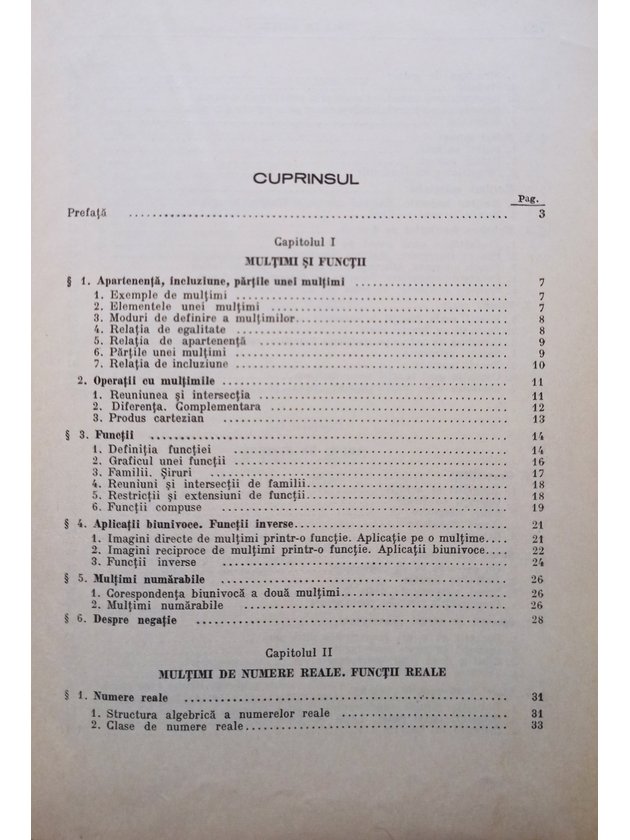 CUPRINSUL
Pag.
Prefață ........ 3
Capitolul I
MULȚIMI ȘI FUNCȚII
§ 1. Apartenență, incluziune, părțile unei mulțimi ........ 7
1. Exemple de mulțimi ........ 7
2. Elementele unei mulțimi ........ 7
3. Moduri de definire a mulțimilor ........ 8
4. Relația de egalitate ........ 8
5. Relația de apartenență ........ 9
6. Părțile unei mulțimi ........ 9
7. Relația de incluziune ........ 10
2. Operații cu mulțimile ........ 11
1. Reuniunea și intersecția ........ 11
2. Diferența. Complementara ........ 12
3. Produs cartezian ........ 13
§ 3. Funcții ........ 14
1. Definiția funcției ........ 14
2. Graficul unei funcții ........ 16
3. Familii. Șiruri ........ 17
4. Reuniuni și intersecții de familii ........ 18
5. Restricții și extensiuni de funcții ........ 18
6. Funcții compuse ........ 19
§ 4. Aplicații biunivoce. Funcții inverse ........ 21
1. Imagini directe de mulțimi printr-o funcție. Aplicație pe o mulțime .... 21
2. Imagini reciproce de mulțimi printr-o funcție. Aplicații biunivoce .... 22
3. Funcții inverse ........ 24
§ 5. Mulțimi numărabile ........ 26
1. Corespondența biunivocă a două mulțimi ........ 26
2. Mulțimi numărabile ........ 26
§ 6. Despre negație ........ 28
Capitolul II
MULȚIMI DE NUMERE REALE. FUNCȚII REALE
§ 1. Numere reale ........ 31
1. Structura algebrică a numerelor reale ........ 31
2. Clase de numere reale ........ 33